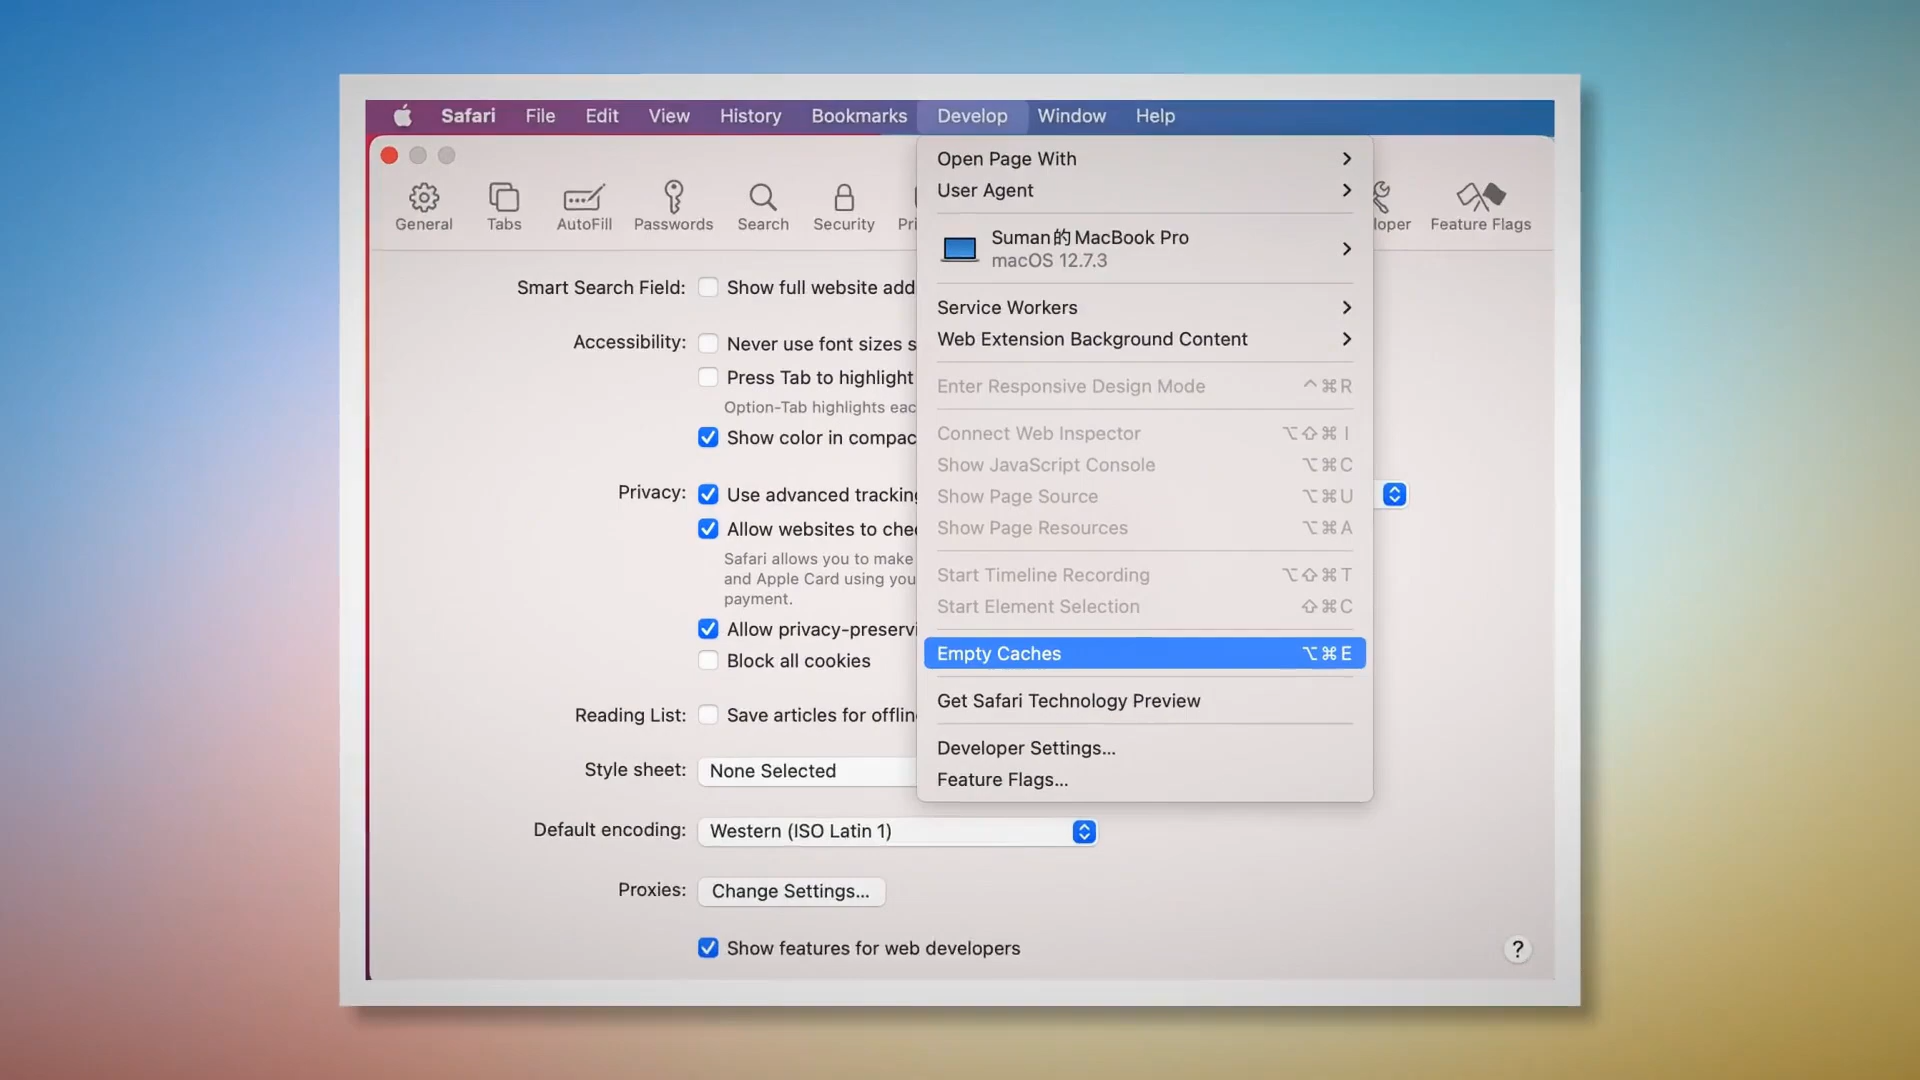 Safari File Edit View History Bookmarks Develop Window Help
General Tabs AutoFill Passwords Search Security Pri loper Feature Flags
Smart Search Field: Show full website add
Accessibility: Never use font sizes s
Press Tab to highlight
Option-Tab highlights eac
Show color in compac
Privacy: Use advanced tracking
Allow websites to che
Safari allows you to make
and Apple Card using you
payment.
Allow privacy-preservi
Block all cookies
Reading List: Save articles for offlin
Style sheet: None Selected
Default encoding: Western (ISO Latin 1)
Proxies: Change Settings...
Show features for web developers
?
Open Page With
User Agent
Suman的MacBook Pro
macOS 12.7.3
Service Workers
Web Extension Background Content
Enter Responsive Design Mode ^⌘R
Connect Web Inspector ⌥⇧⌘I
Show JavaScript Console ⌥⌘C
Show Page Source ⌥⌘U
Show Page Resources ⌥⌘A
Start Timeline Recording ⌥⇧⌘T
Start Element Selection ⇧⌘C
Empty Caches ⌥⌘E
Get Safari Technology Preview
Developer Settings...
Feature Flags...